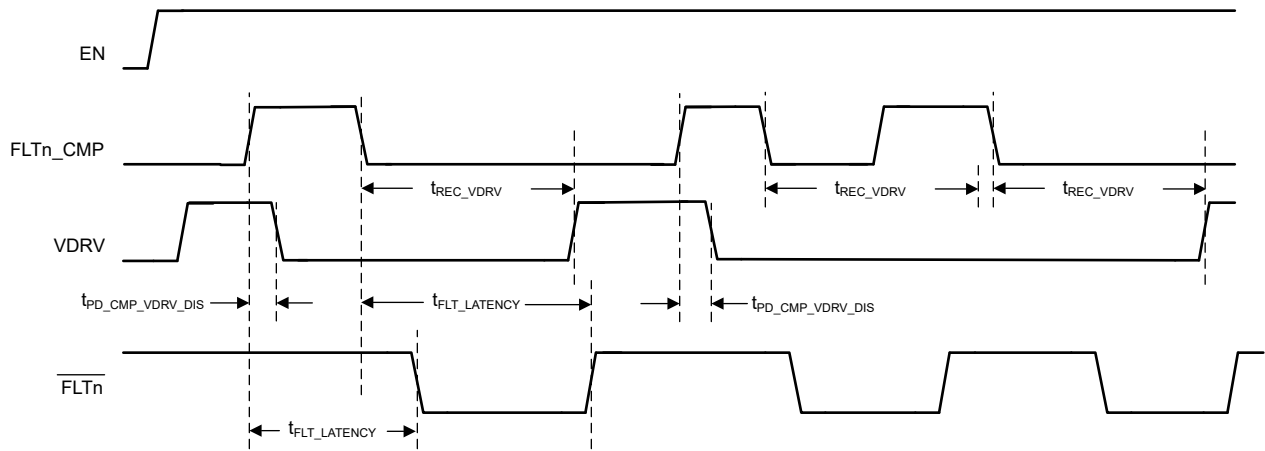 EN
FLTn_CMP
tREC_VDRV
tREC_VDRV
tREC_VDRV
VDRV
tPD_CMP_VDRV_DIS
tFLT_LATENCY
tPD_CMP_VDRV_DIS
FLTn
tFLT_LATENCY